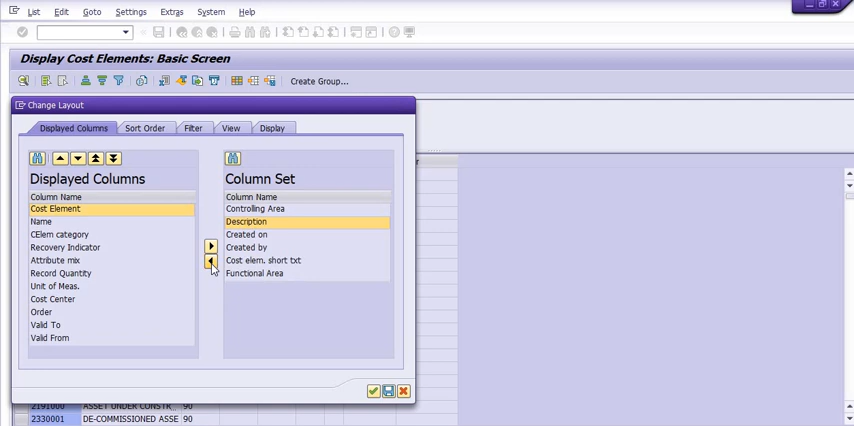 List Edit Goto Settings Extras System Help
Display Cost Elements: Basic Screen
Create Group...
Change Layout
Displayed Columns Sort Order Filter View Display
Displayed Columns
Column Name
Cost Element
Name
CElem category
Recovery Indicator
Attribute mix
Record Quantity
Unit of Meas.
Cost Center
Order
Valid To
Valid From
Column Set
Column Name
Controlling Area
Description
Created on
Created by
Cost elem. short txt
Functional Area
2191000 ASSET UNDER CONSTR_ 90
2330001 DE-COMMISSIONED ASSE 90